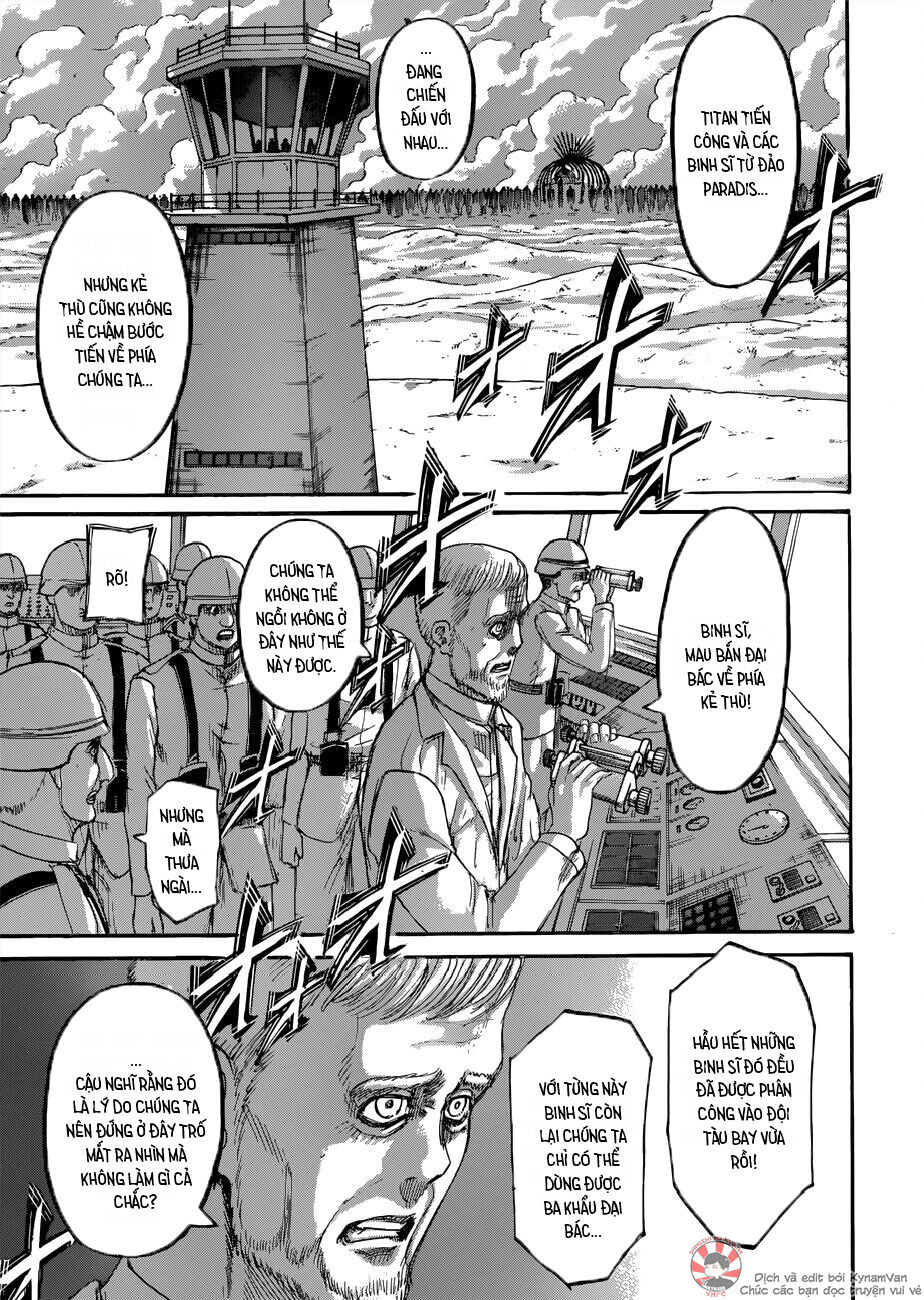 TITAN TIẾN
CÔNG VÀ CÁC
BINH SĨ TỪ ĐẢO
PARADIS...
...
ĐANG
CHIẾN
ĐẤU VỚI
NHAU...
NHƯNG KẺ
THÙ CŨNG KHÔNG
HỀ CHẬM BƯỚC
TIẾN VỀ PHÍA
CHÚNG TA...
BINH SĨ,
MAU BẮN ĐẠI
BÁC VỀ PHÍA
KẺ THÙ!
CHÚNG TA
KHÔNG THỂ
NGỒI KHÔNG Ở
ĐÂY NHƯ THẾ
NÀY ĐƯỢC.
RÕ!
NHƯNG
MÀ
THƯA
NGÀI...
HẦU HẾT NHỮNG
BINH SĨ ĐÓ ĐỀU
ĐÃ ĐƯỢC PHÂN
CÔNG VÀO ĐỘI
TÀU BAY VỪA
RỒI!
VỚI TỪNG NÀY
BINH SĨ CÒN
LẠI CHÚNG TA
CHỈ CÓ THỂ
DÙNG ĐƯỢC
BA KHẨU ĐẠI
BÁC...
...
CẬU NGHĨ RẰNG ĐÓ
LÀ LÝ DO CHÚNG TA
NÊN ĐỨNG Ở ĐÂY TRỐ
MẮT RA NHÌN MÀ
KHÔNG LÀM GÌ CẢ
CHẮC?
Dịch và edit bởi KynamVan
Chúc các bạn đọc truyện vui vẻ